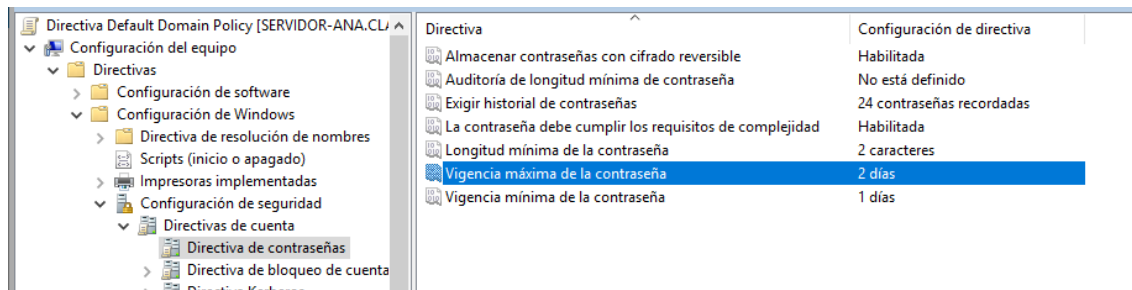 Directiva Default Domain Policy [SERVIDOR-ANA.CLA
Configuración del equipo
Directivas
Configuración de software
Configuración de Windows
Directiva de resolución de nombres
Scripts (inicio o apagado)
Impresoras implementadas
Configuración de seguridad
Directivas de cuenta
Directiva de contraseñas
Directiva de bloqueo de cuenta
Directiva Kerberos
Directiva Configuración de directiva
Almacenar contraseñas con cifrado reversible Habilitada
Auditoría de longitud mínima de contraseña No está definido
Exigir historial de contraseñas 24 contraseñas recordadas
La contraseña debe cumplir los requisitos de complejidad Habilitada
Longitud mínima de la contraseña 2 caracteres
Vigencia máxima de la contraseña 2 días
Vigencia mínima de la contraseña 1 días